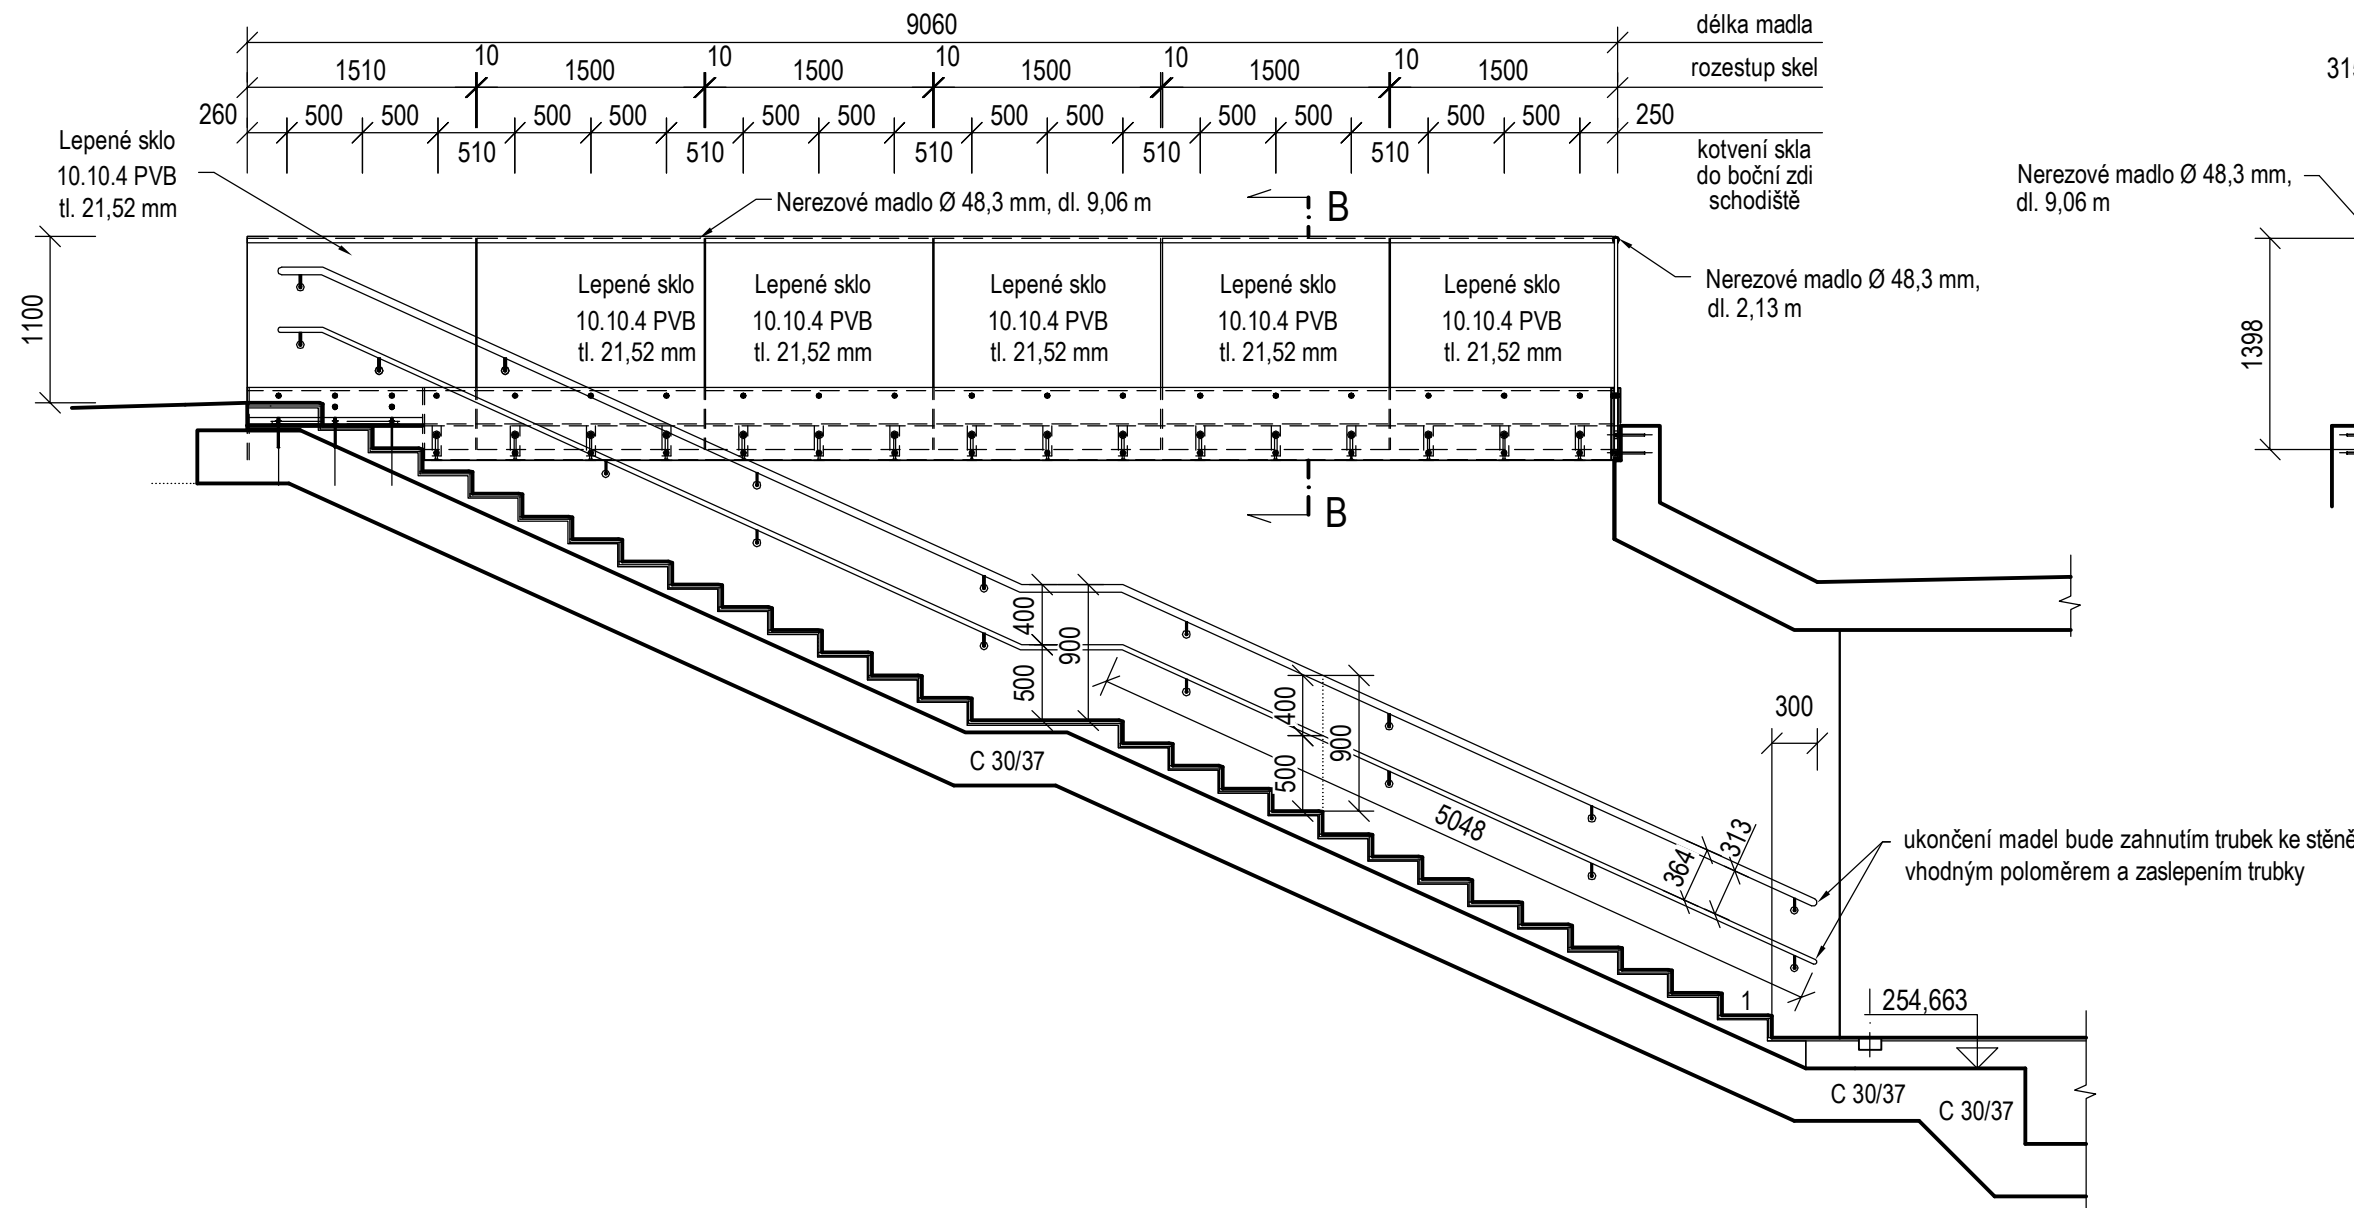 9060
délka madla
10 10 10 10 10
1510 1500 1500 1500 1500 1500
rozestup skel
315
260 500 500 500 500 500 500 500 500 500 500 500 500 250
510 510 510 510 510
kotvení skla
do boční zdi
schodiště
Lepené sklo
10.10.4 PVB
tl. 21,52 mm
Nerezové madlo Ø 48,3 mm, dl. 9,06 m
B
Nerezové madlo Ø 48,3 mm,
dl. 9,06 m
Nerezové madlo Ø 48,3 mm,
dl. 2,13 m
1100
Lepené sklo
10.10.4 PVB
tl. 21,52 mm
Lepené sklo
10.10.4 PVB
tl. 21,52 mm
Lepené sklo
10.10.4 PVB
tl. 21,52 mm
Lepené sklo
10.10.4 PVB
tl. 21,52 mm
Lepené sklo
10.10.4 PVB
tl. 21,52 mm
1398
B
400
500
900
400
500
900
300
C 30/37
5048
364
313
ukončení madel bude zahnutím trubek ke stěně
vhodným poloměrem a zaslepením trubky
1
254,663
C 30/37
C 30/37